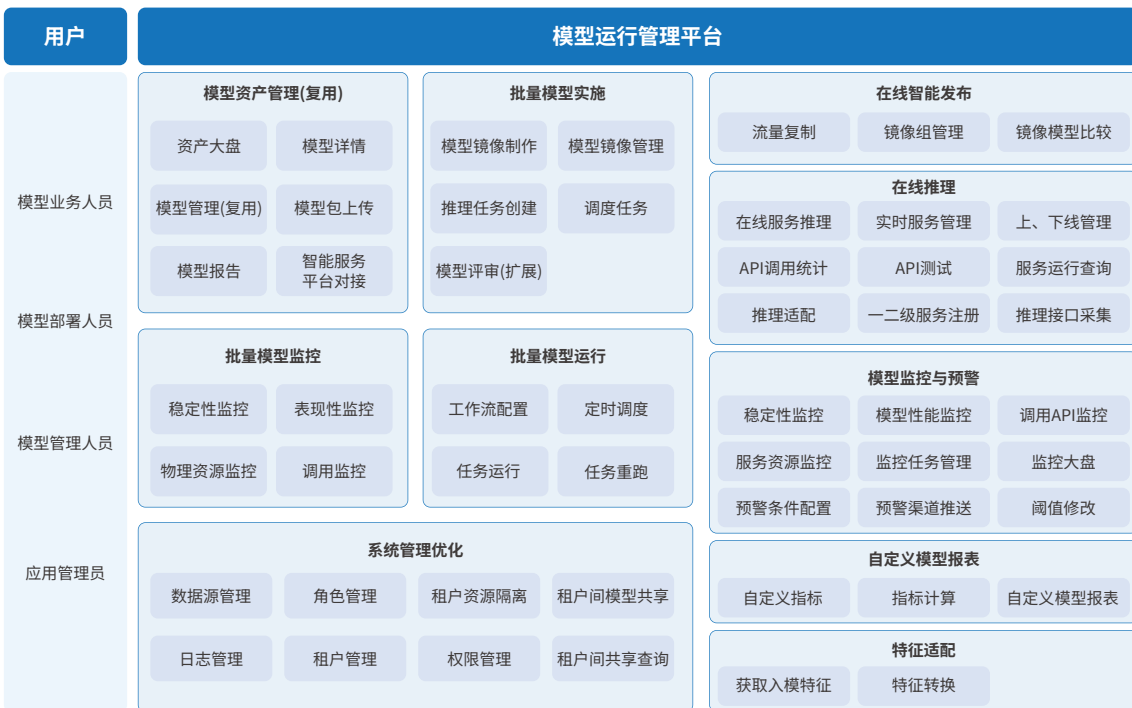 用户
模型运行管理平台
模型业务人员
模型部署人员
模型管理人员
应用管理员
模型资产管理(复用)
资产大盘
模型详情
模型管理(复用)
模型包上传
模型报告
智能服务
平台对接
批量模型实施
模型镜像制作
模型镜像管理
推理任务创建
调度任务
模型评审(扩展)
批量模型监控
稳定性监控
表现性监控
物理资源监控
调用监控
批量模型运行
工作流配置
定时调度
任务运行
任务重跑
系统管理优化
数据源管理
角色管理
租户资源隔离
租户间模型共享
日志管理
租户管理
权限管理
租户间共享查询
在线智能发布
流量复制
镜像组管理
镜像模型比较
在线推理
在线服务推理
实时服务管理
上、下线管理
API调用统计
API测试
服务运行查询
推理适配
一二级服务注册
推理接口采集
模型监控与预警
稳定性监控
模型性能监控
调用API监控
服务资源监控
监控任务管理
监控大盘
预警条件配置
预警渠道推送
阈值修改
自定义模型报表
自定义指标
指标计算
自定义模型报表
特征适配
获取入模特征
特征转换